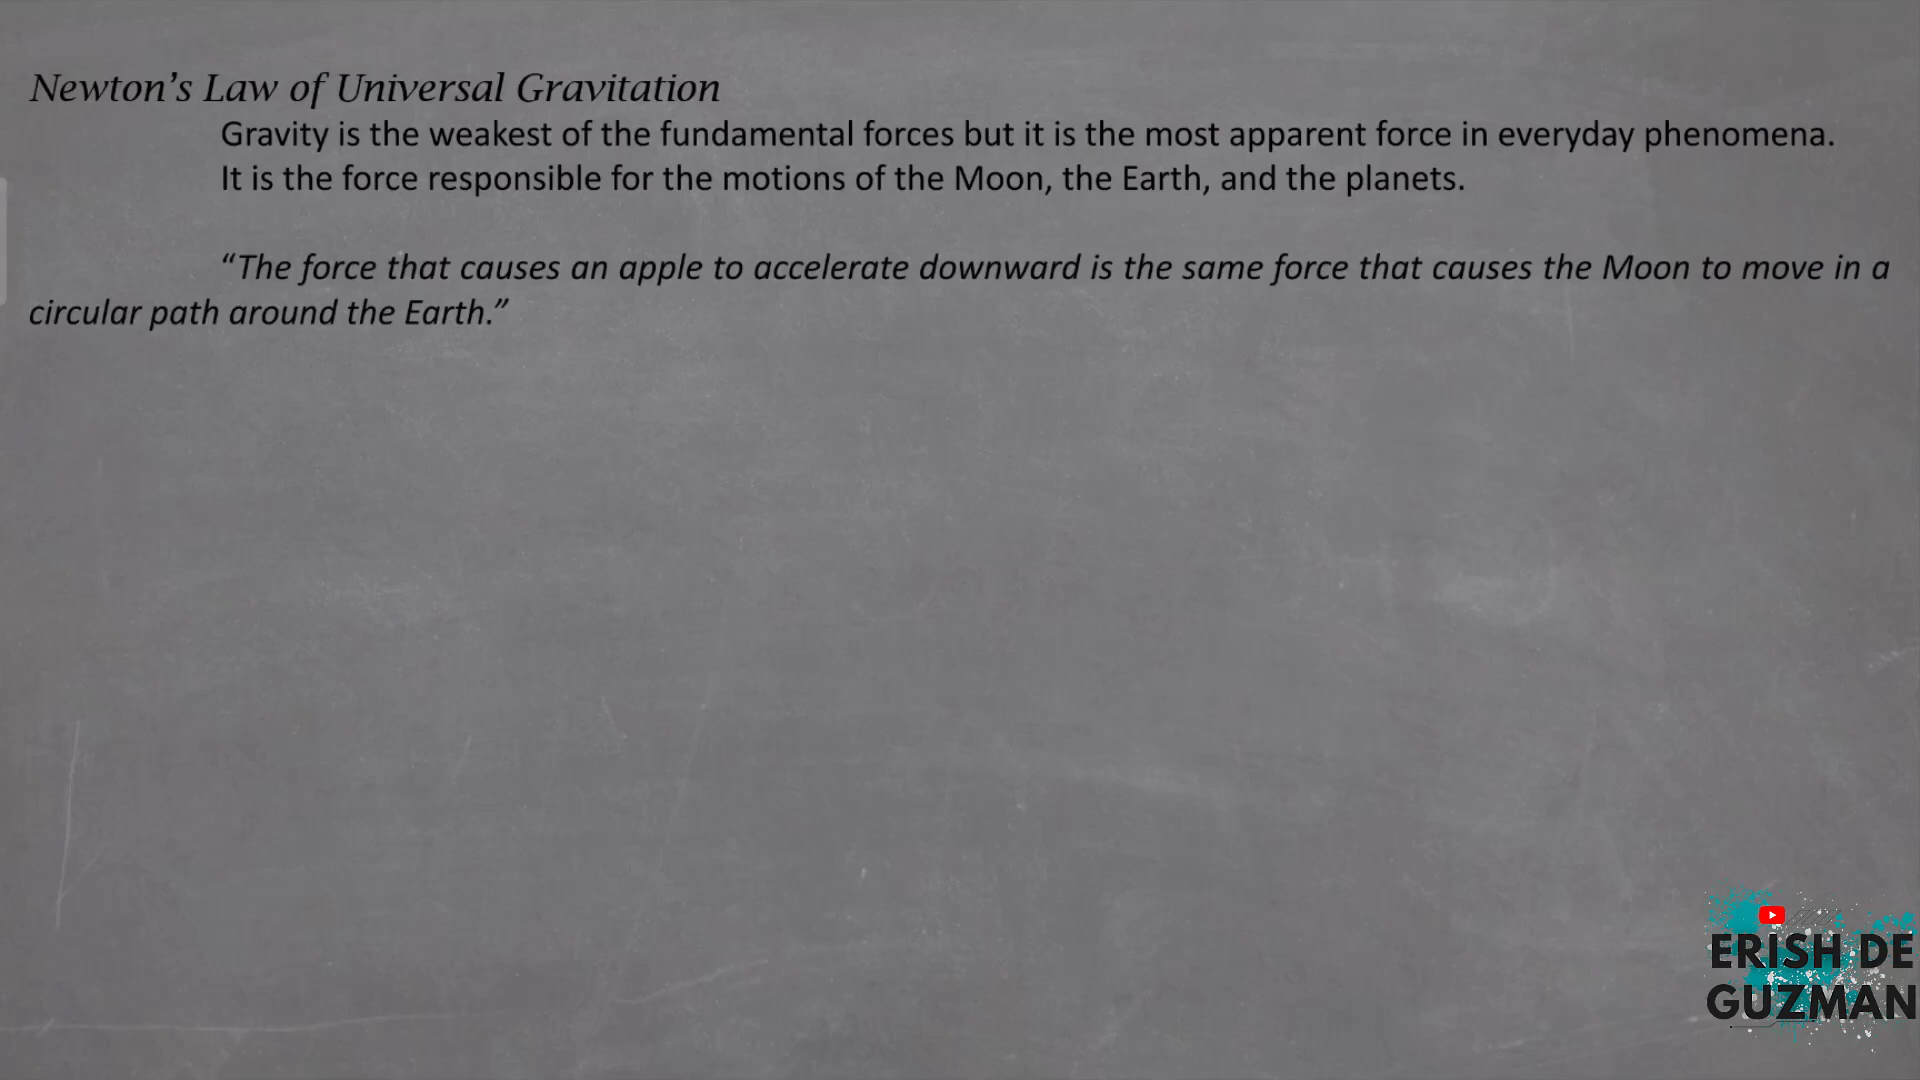 Newton’s Law of Universal Gravitation
Gravity is the weakest of the fundamental forces but it is the most apparent force in everyday phenomena.
It is the force responsible for the motions of the Moon, the Earth, and the planets.
“The force that causes an apple to accelerate downward is the same force that causes the Moon to move in a
circular path around the Earth.”
ERISH DE
GUZMAN